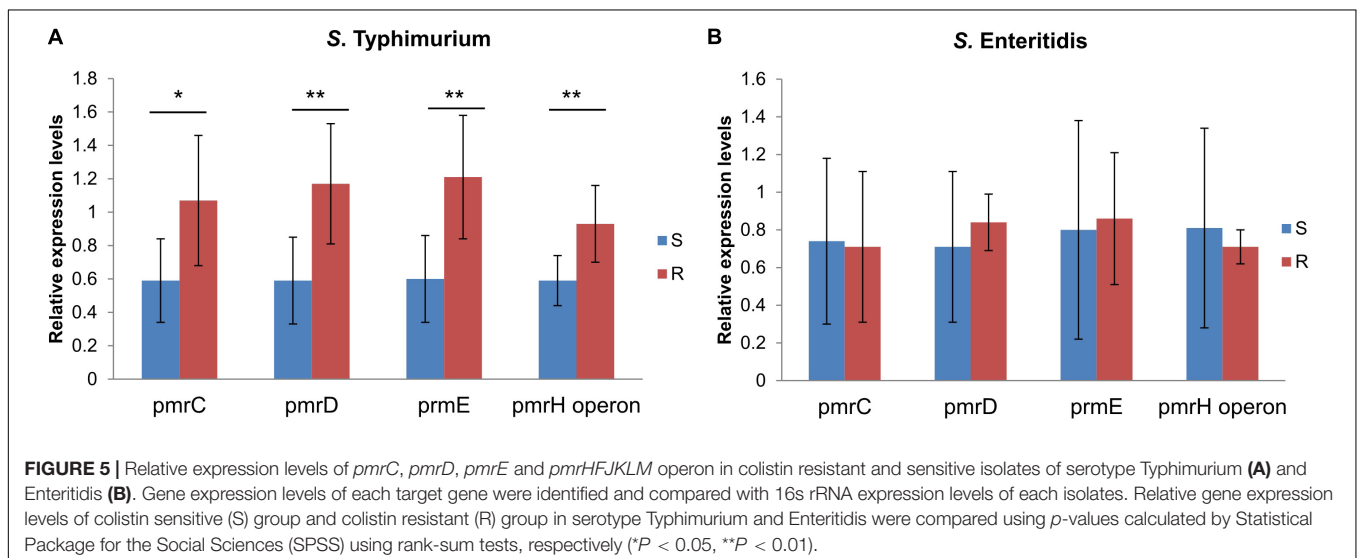 A
S. Typhimurium
Relative expression levels
1.8
1.6
1.4
1.2
1
0.8
0.6
0.4
0.2
0
*
**
**
**
pmrC
pmrD
prmE
pmrH operon
S
R
B
S. Enteritidis
Relative expression levels
1.6
1.4
1.2
1
0.8
0.6
0.4
0.2
0
pmrC
pmrD
prmE
pmrH operon
S
R
FIGURE 5 | Relative expression levels of pmrC, pmrD, pmrE and pmrHFJKLM operon in colistin resistant and sensitive isolates of serotype Typhimurium (A) and
Enteritidis (B). Gene expression levels of each target gene were identified and compared with 16s rRNA expression levels of each isolates. Relative gene expression
levels of colistin sensitive (S) group and colistin resistant (R) group in serotype Typhimurium and Enteritidis were compared using p-values calculated by Statistical
Package for the Social Sciences (SPSS) using rank-sum tests, respectively (*P < 0.05, **P < 0.01).